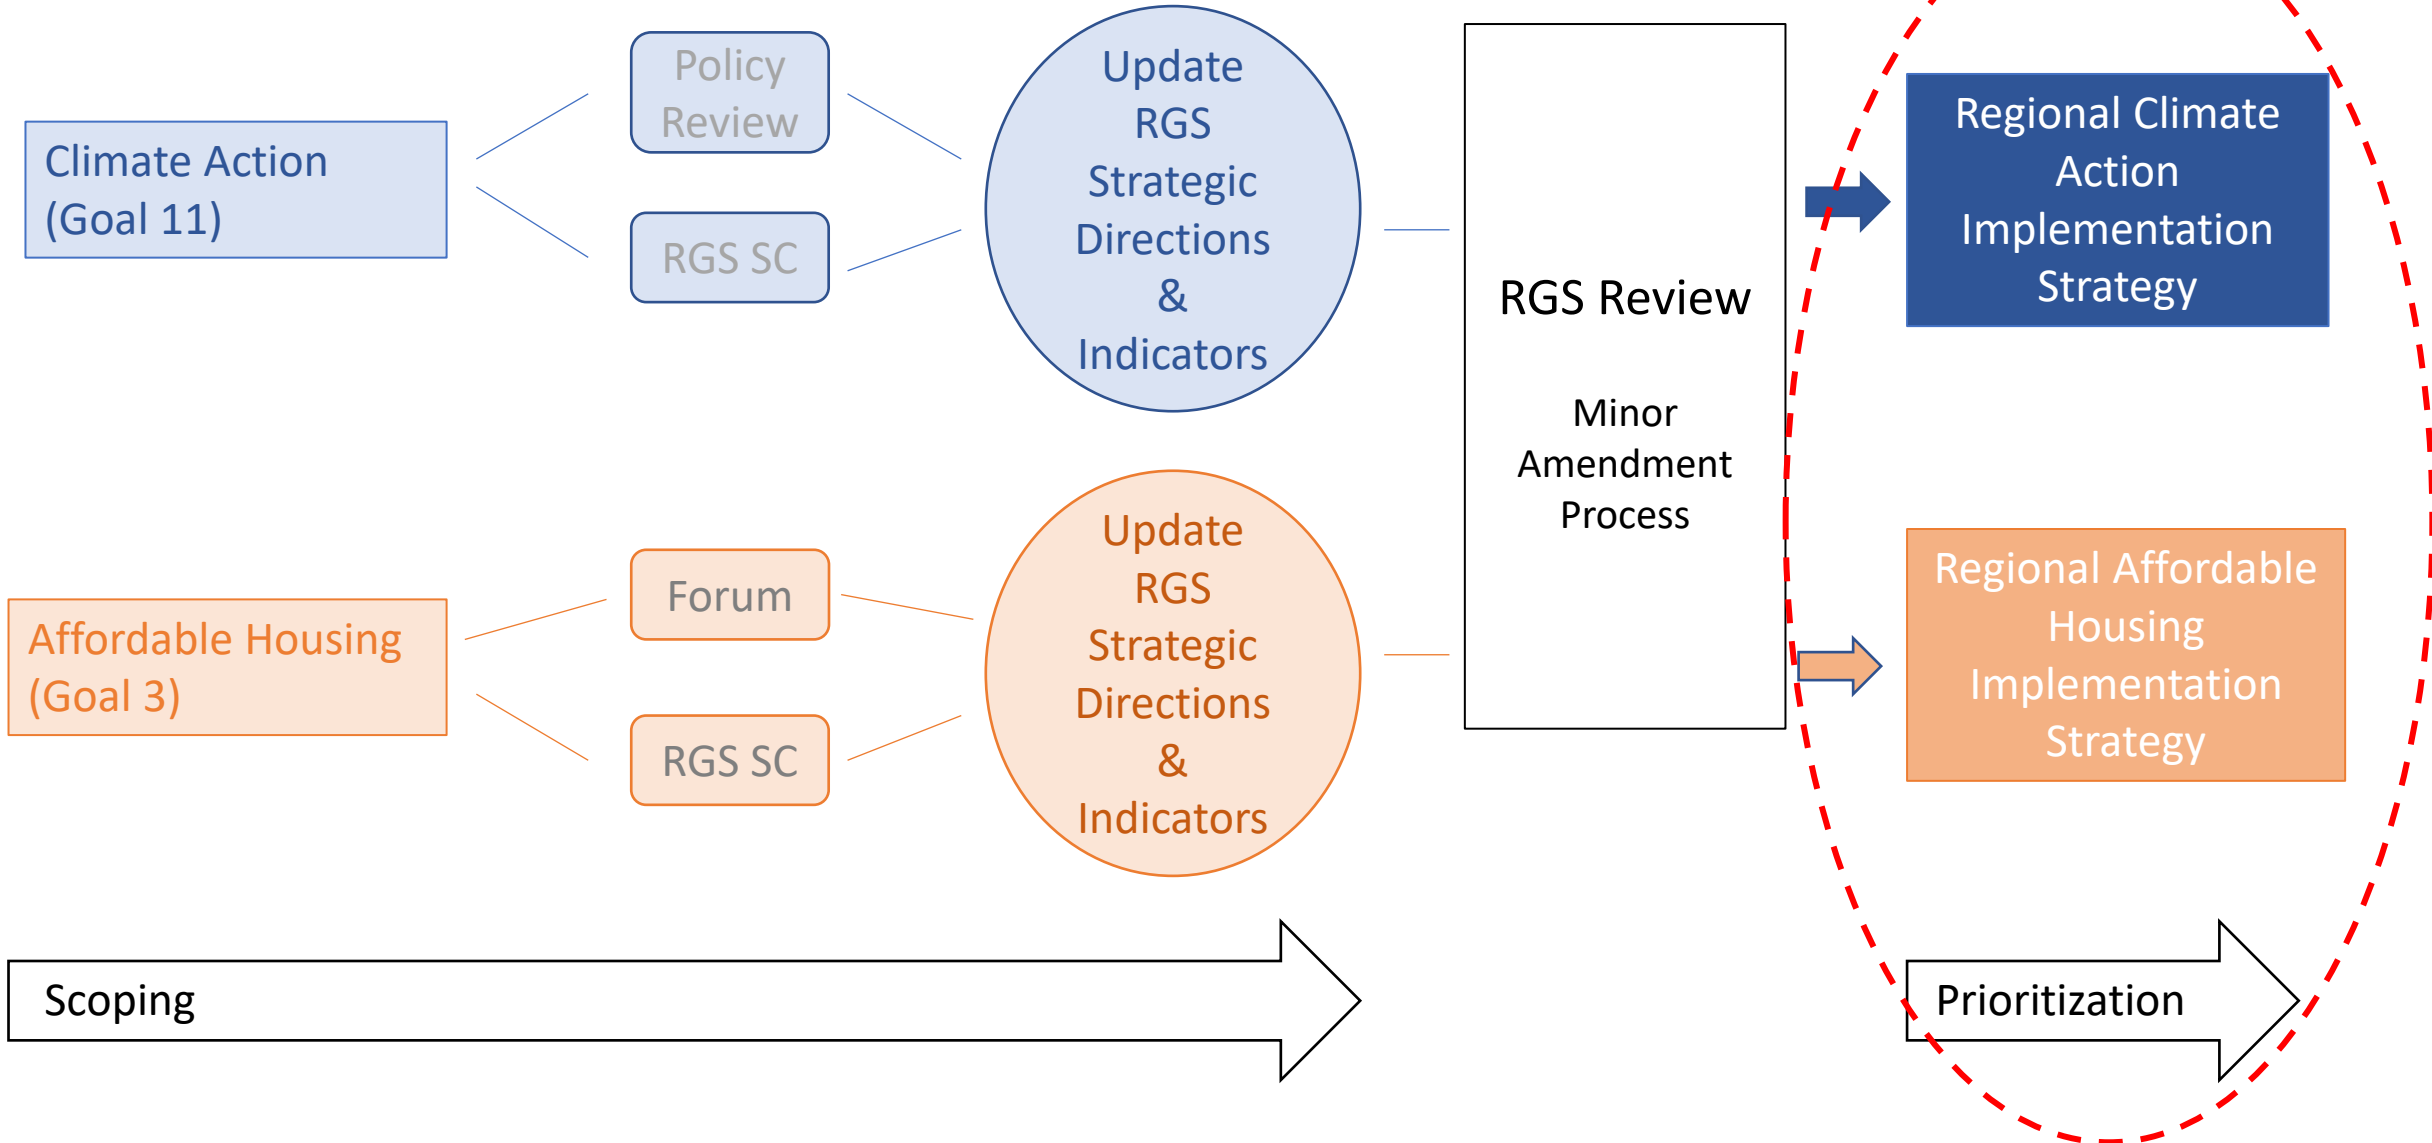 Climate Action
(Goal 11)
Policy
Review
RGS SC
Update
RGS
Strategic
Directions
&
Indicators
Affordable Housing
(Goal 3)
Forum
RGS SC
Update
RGS
Strategic
Directions
&
Indicators
RGS Review
Minor
Amendment
Process
Regional Climate
Action
Implementation
Strategy
Regional Affordable
Housing
Implementation
Strategy
Scoping
Prioritization